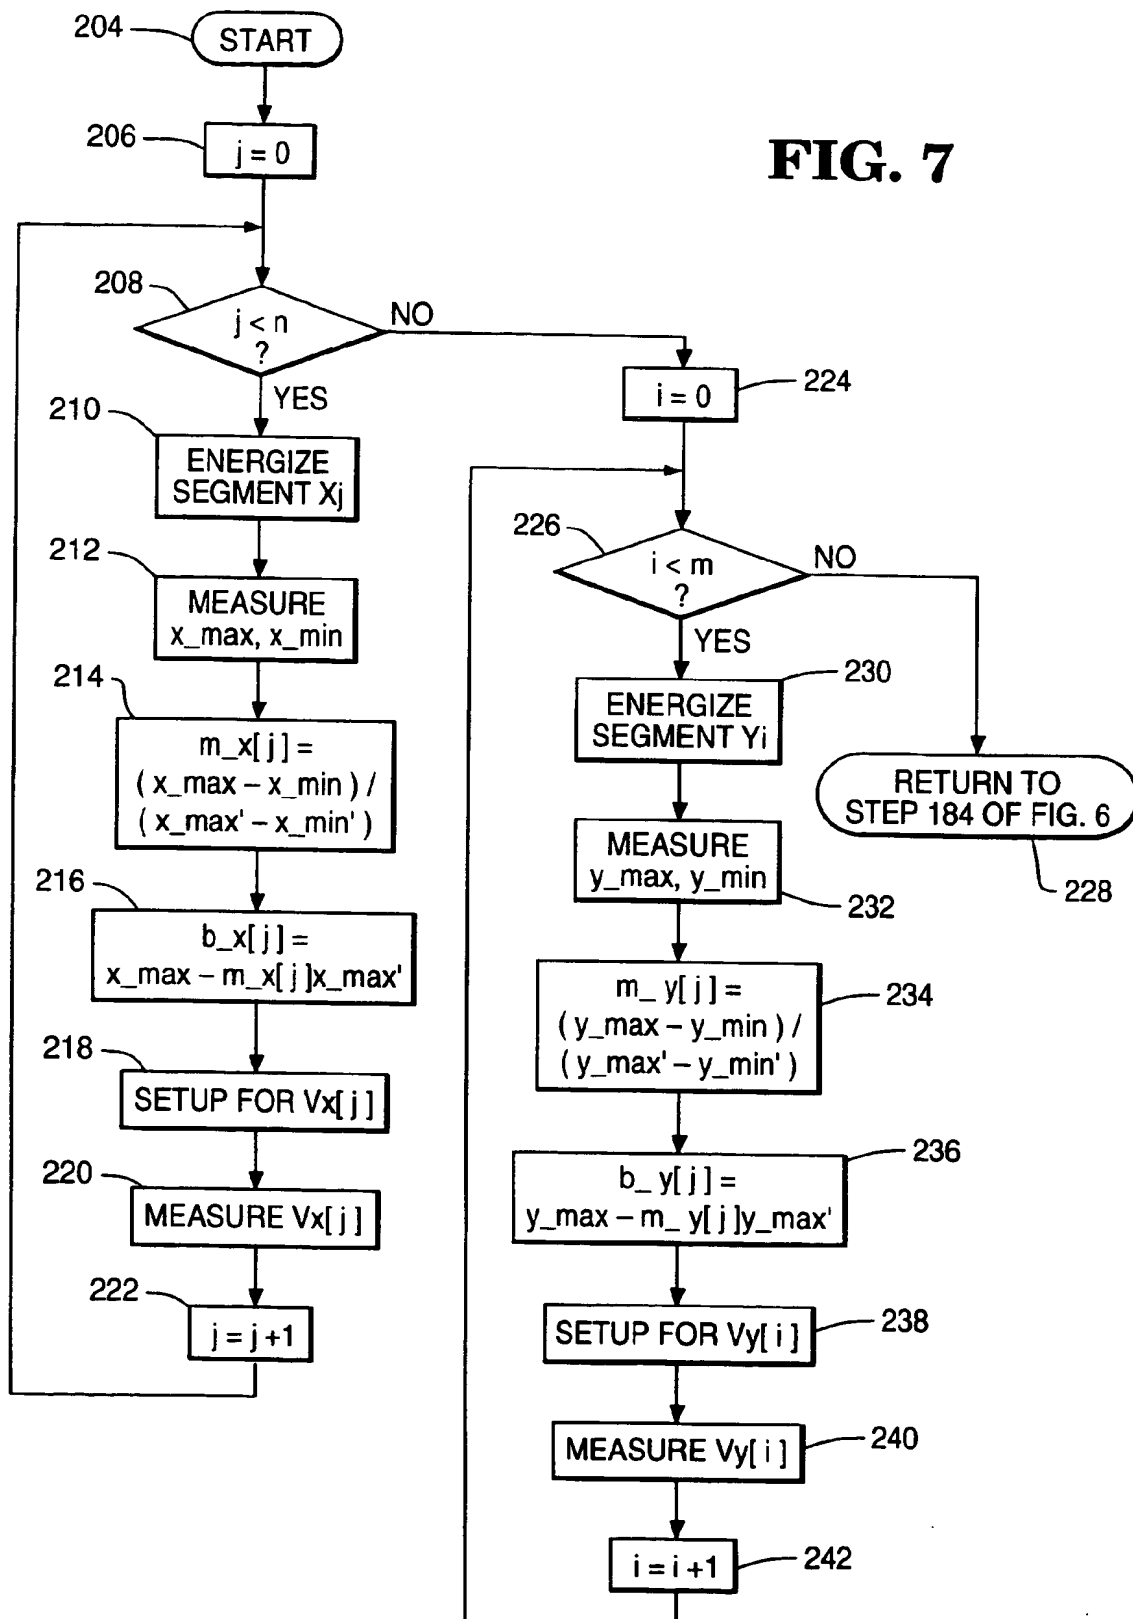 204
START
206
j = 0
FIG. 7
208
j < n
?
NO
YES
210
ENERGIZE
SEGMENT Xj
212
MEASURE
x_max, x_min
214
m_x[ j ] =
( x_max – x_min ) /
( x_max' – x_min' )
216
b_x[ j ] =
x_max – m_x[ j ]x_max'
218
SETUP FOR Vx[ j ]
220
MEASURE Vx[ j ]
222
j = j +1
i = 0
224
226
i < m
?
NO
YES
ENERGIZE
SEGMENT Yi
230
RETURN TO
STEP 184 OF FIG. 6
228
MEASURE
y_max, y_min
232
m_ y[ j ] =
( y_max – y_min ) /
( y_max' – y_min' )
234
b_ y[ j ] =
y_max – m_ y[ j ]y_max'
236
SETUP FOR Vy[ i ]
238
MEASURE Vy[ i ]
240
i = i +1
242